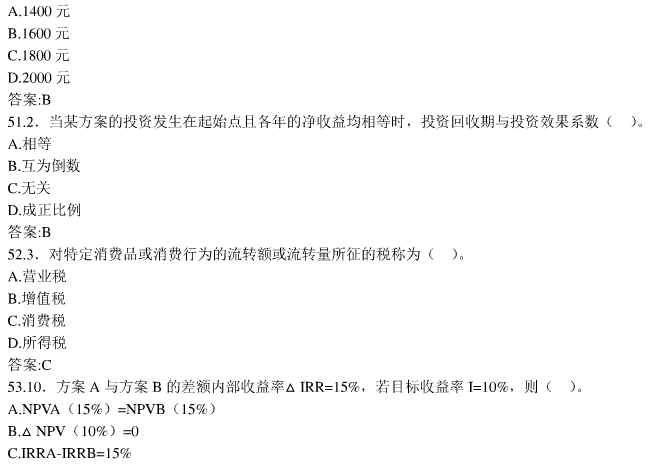 A.1400 元
B.1600 元
C.1800 元
D.2000 元
答案:B
51.2．当某方案的投资发生在起始点且各年的净收益均相等时，投资回收期与投资效果系数（　）。
A.相等
B.互为倒数
C.无关
D.成正比例
答案:B
52.3．对特定消费品或消费行为的流转额或流转量所征的税称为（　）。
A.营业税
B.增值税
C.消费税
D.所得税
答案:C
53.10．方案 A 与方案 B 的差额内部收益率△ IRR=15%，若目标收益率 I=10%，则（　）。
A.NPVA（15%）=NPVB（15%）
B.△ NPV（10%）=0
C.IRRA-IRRB=15%